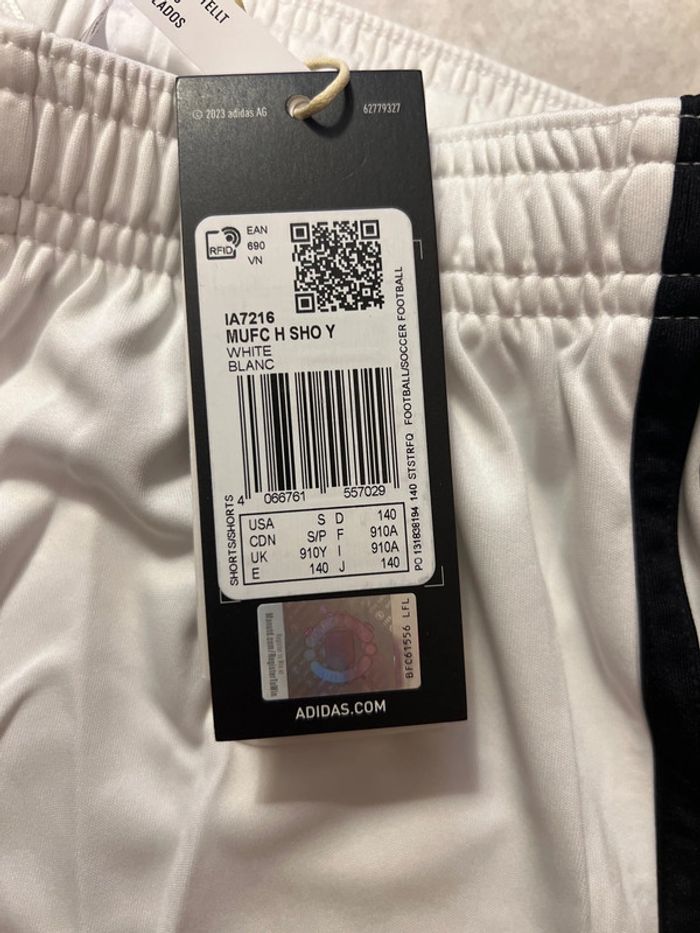 TELLT
LADOS
© 2023 adidas AG
62779327
RFID
EAN
690
VN
IA7216
MUFC H SHO Y
WHITE
BLANC
4 066761 557029
SHORTS/SHORTS
PO 131838194 140 STSTRFQ FOOTBALL/SOCCER FOOTBALL
USA S D 140
CDN S/P F 910A
UK 910Y I 910A
E 140 J 140
BFC61556 LFL
ADIDAS.COM